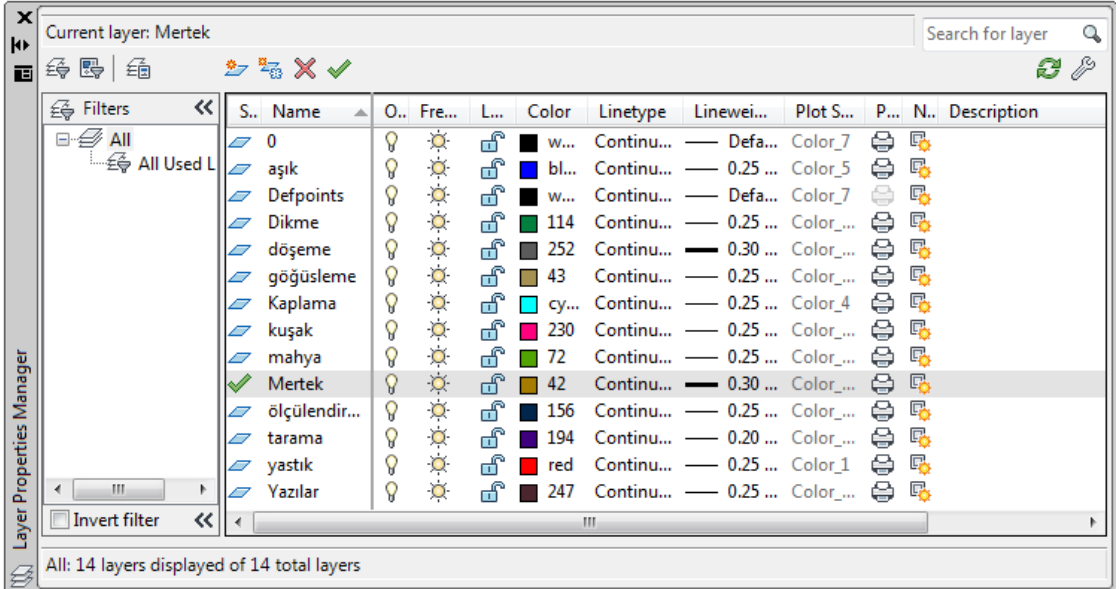 Current layer: Mertek
Search for layer
Filters
All
All Used L
Invert filter
S.. Name O.. Fre... L... Color Linetype Linewei... Plot S... P... N.. Description
0 w... Continu... Defa... Color_7
aşık bl... Continu... 0.25 ... Color_5
Defpoints w... Continu... Defa... Color_7
Dikme 114 Continu... 0.25 ... Color_...
döşeme 252 Continu... 0.30 ... Color_...
göğüsleme 43 Continu... 0.25 ... Color_...
Kaplama cy... Continu... 0.25 ... Color_4
kuşak 230 Continu... 0.25 ... Color_...
mahya 72 Continu... 0.25 ... Color_...
Mertek 42 Continu... 0.30 ... Color_...
ölçülendir... 156 Continu... 0.25 ... Color_...
tarama 194 Continu... 0.20 ... Color_...
yastık red Continu... 0.25 ... Color_1
Yazılar 247 Continu... 0.25 ... Color_...
All: 14 layers displayed of 14 total layers
Layer Properties Manager